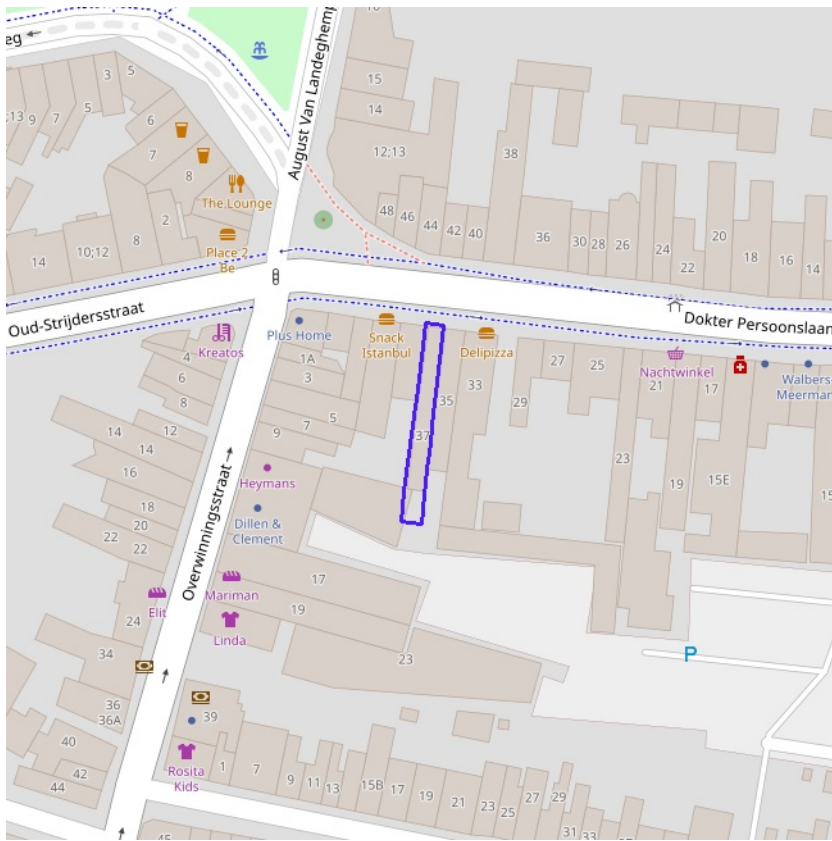 eg
August Van Landeghemp
10
15
14
12;13
3
5
5
;13
9
7
6
7
8
2
The Lounge
Place 2
Be
14
10;12
8
48
46
44
42
40
38
36
30
28
26
24
22
20
18
16
14
Oud-Strijdersstraat
Dokter Persoonslaan
Kreatos
Plus Home
Snack
Istanbul
Delipizza
Nachtwinkel
Walbers-
Meerman
1A
3
5
7
9
4
6
8
37
35
33
29
27
25
23
21
19
17
15E
15
Heymans
Dillen &
Clement
Overwinningsstraat
14
14
12
16
18
20
22
22
Elit
24
Mariman
Linda
17
19
23
P
34
36
36A
40
42
44
39
Rosita
Kids
1
7
9
11
13
15B
17
19
21
23
25
27
29
31
33
45